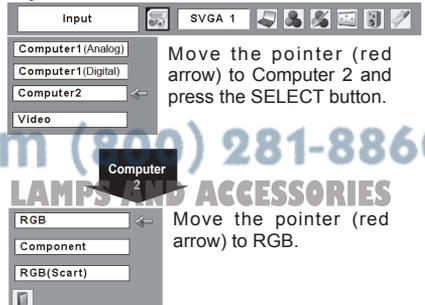 Input
SVGA 1
Computer1(Analog)
Computer1(Digital)
Computer2
Video
Move the pointer (red
arrow) to Computer 2 and
press the SELECT button.
m (800) 281-886
Computer
2
LAMPS AND ACCESSORIES
RGB
Component
RGB(Scart)
Move the pointer (red
arrow) to RGB.